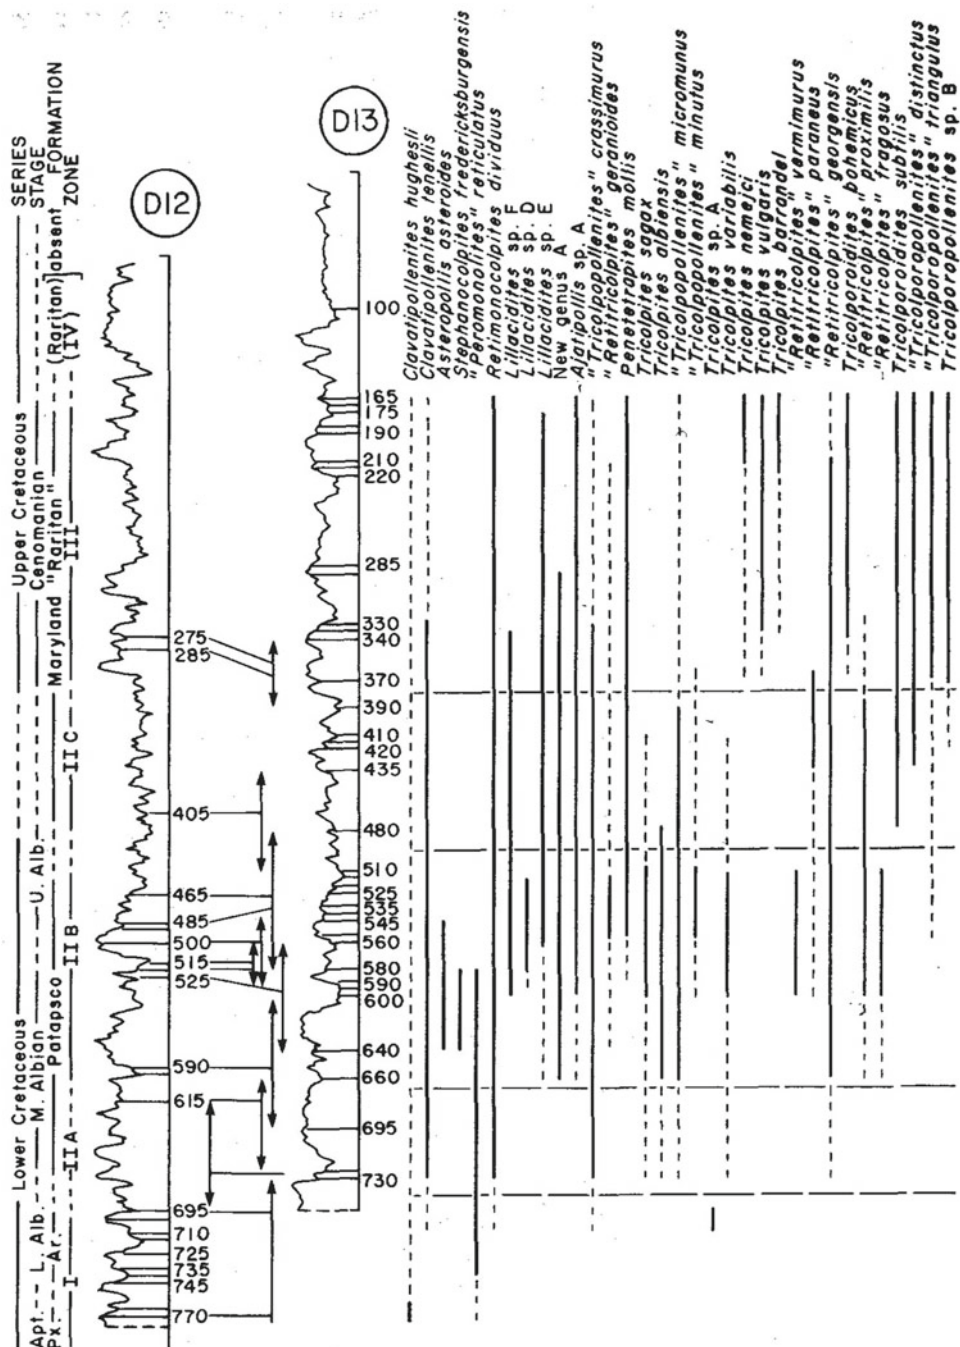 SERIES
STAGE
FORMATION
ZONE
Lower Cretaceous
Upper Cretaceous
Apt.
L. Alb.
M. Albian
U. Alb.
Cenomanian
Px.
Ar.
Patapsco
Maryland "Raritan"
(Raritan)
absent
I
II A
II B
II C
III
(IV)
D12
275
285
405
465
485
500
515
525
590
615
695
710
725
735
745
770
D13
100
165
175
190
210
220
285
330
340
370
390
410
420
435
480
510
525
535
545
560
580
590
600
640
660
695
730
Clavatipollenites hughesii
Clavatipollenites tenellis
Asteropollis asteroides
Stephanocolpites fredericksburgensis
"Peromonolites" reticulatus
Retimonocolpites dividuus
Liliacidites sp. F
Liliacidites sp. D
Liliacidites sp. E
New genus A
Ajatipollis sp. A
"Tricolpopollenites" crassimurus
"Retitricolpites" geranioides
Penetetrapites mollis
Tricolpites sagax
Tricolpites albiensis
"Tricolpopollenites" micromunus
"Tricolpopollenites" minutus
Tricolpites sp. A
Tricolpites variabilis
Tricolpites nemejci
Tricolpites vulgaris
Tricolpites barrandei
"Retitricolpites" vermimurus
"Retitricolpites" paraneus
"Retitricolpites" georgensis
Tricolporoidites bohemicus
"Retitricolpites" proximilis
"Retitricolpites" fragosus
Tricolporoidites subtilis
"Tricolporopollenites" distinctus
"Tricolporopollenites" triangulus
Tricolporopollenites sp. B